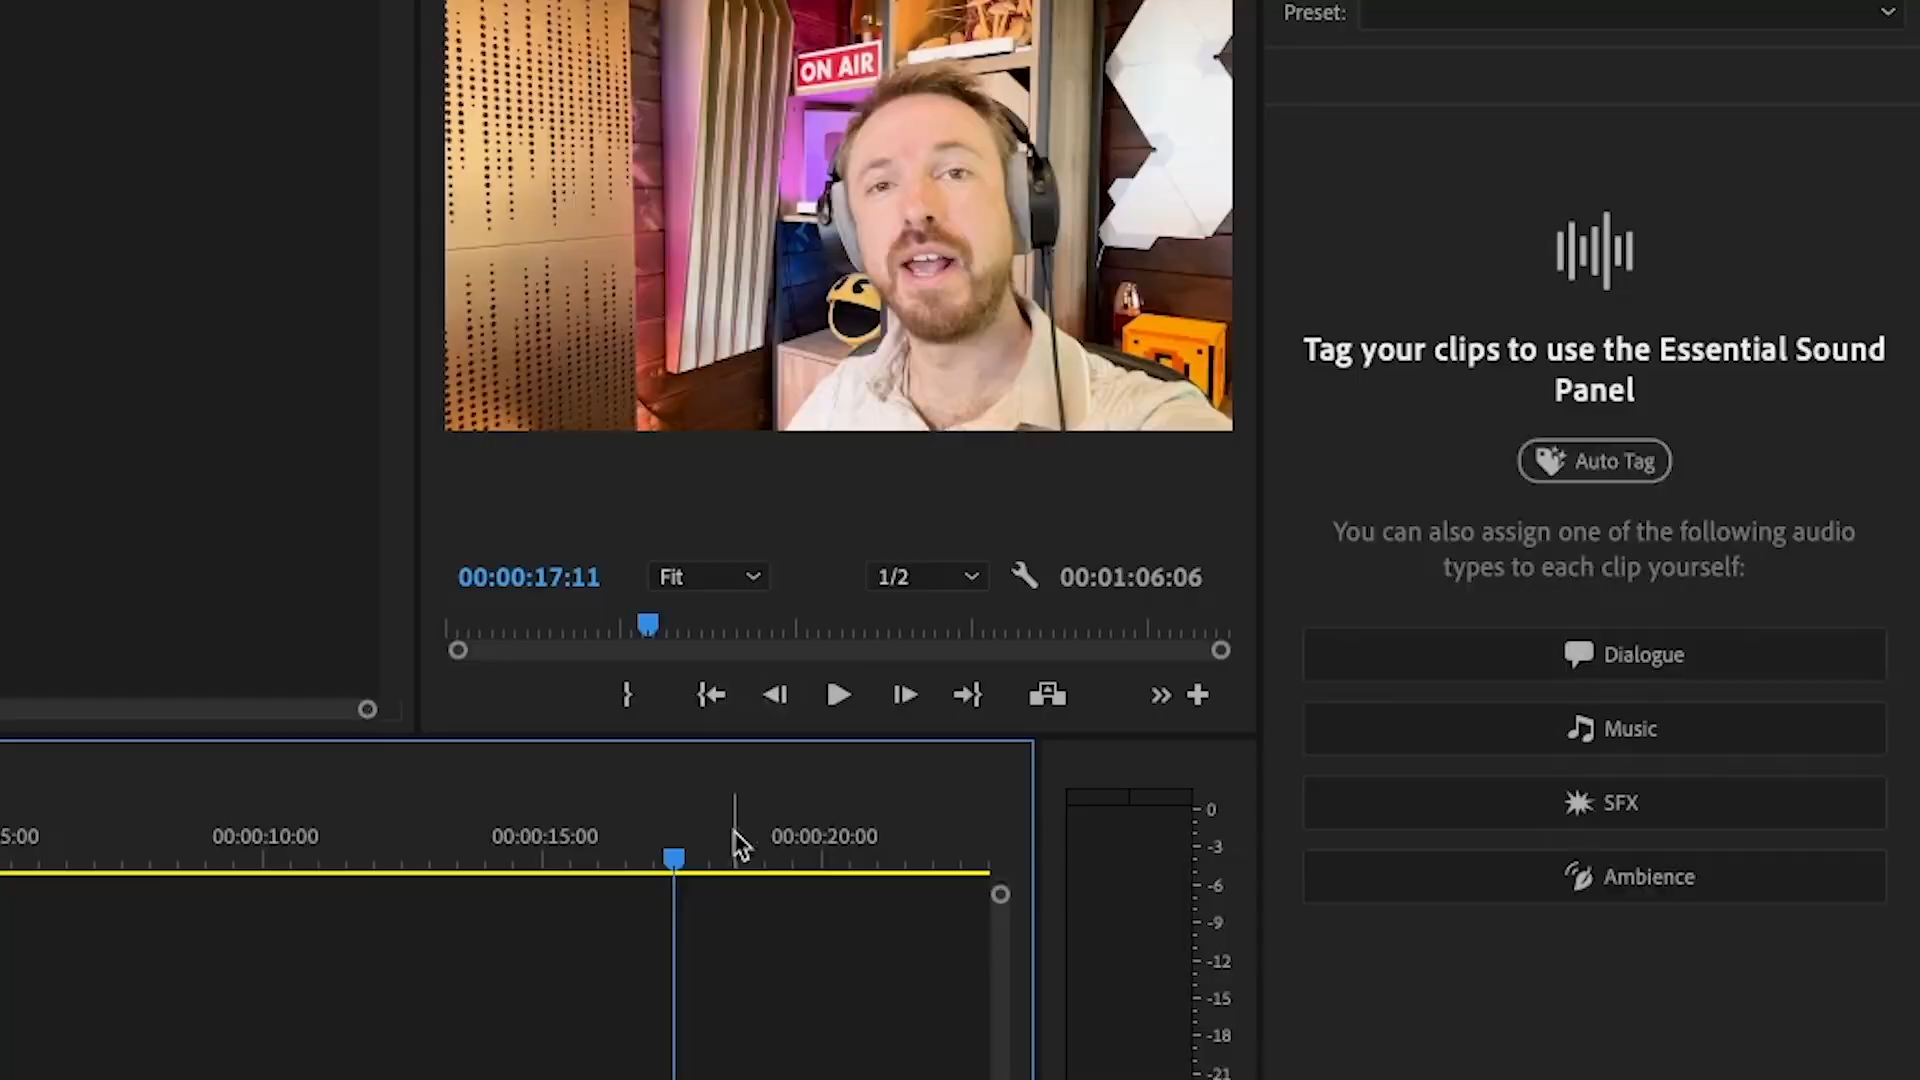 Preset:
ON AIR
Tag your clips to use the Essential Sound
Panel
Auto Tag
You can also assign one of the following audio
types to each clip yourself:
00:00:17:11
Fit
1/2
00:01:06:06
Dialogue
Music
SFX
Ambience
5:00
00:00:10:00
00:00:15:00
00:00:20:00
0
-3
-6
-9
-12
-15
-18
-21